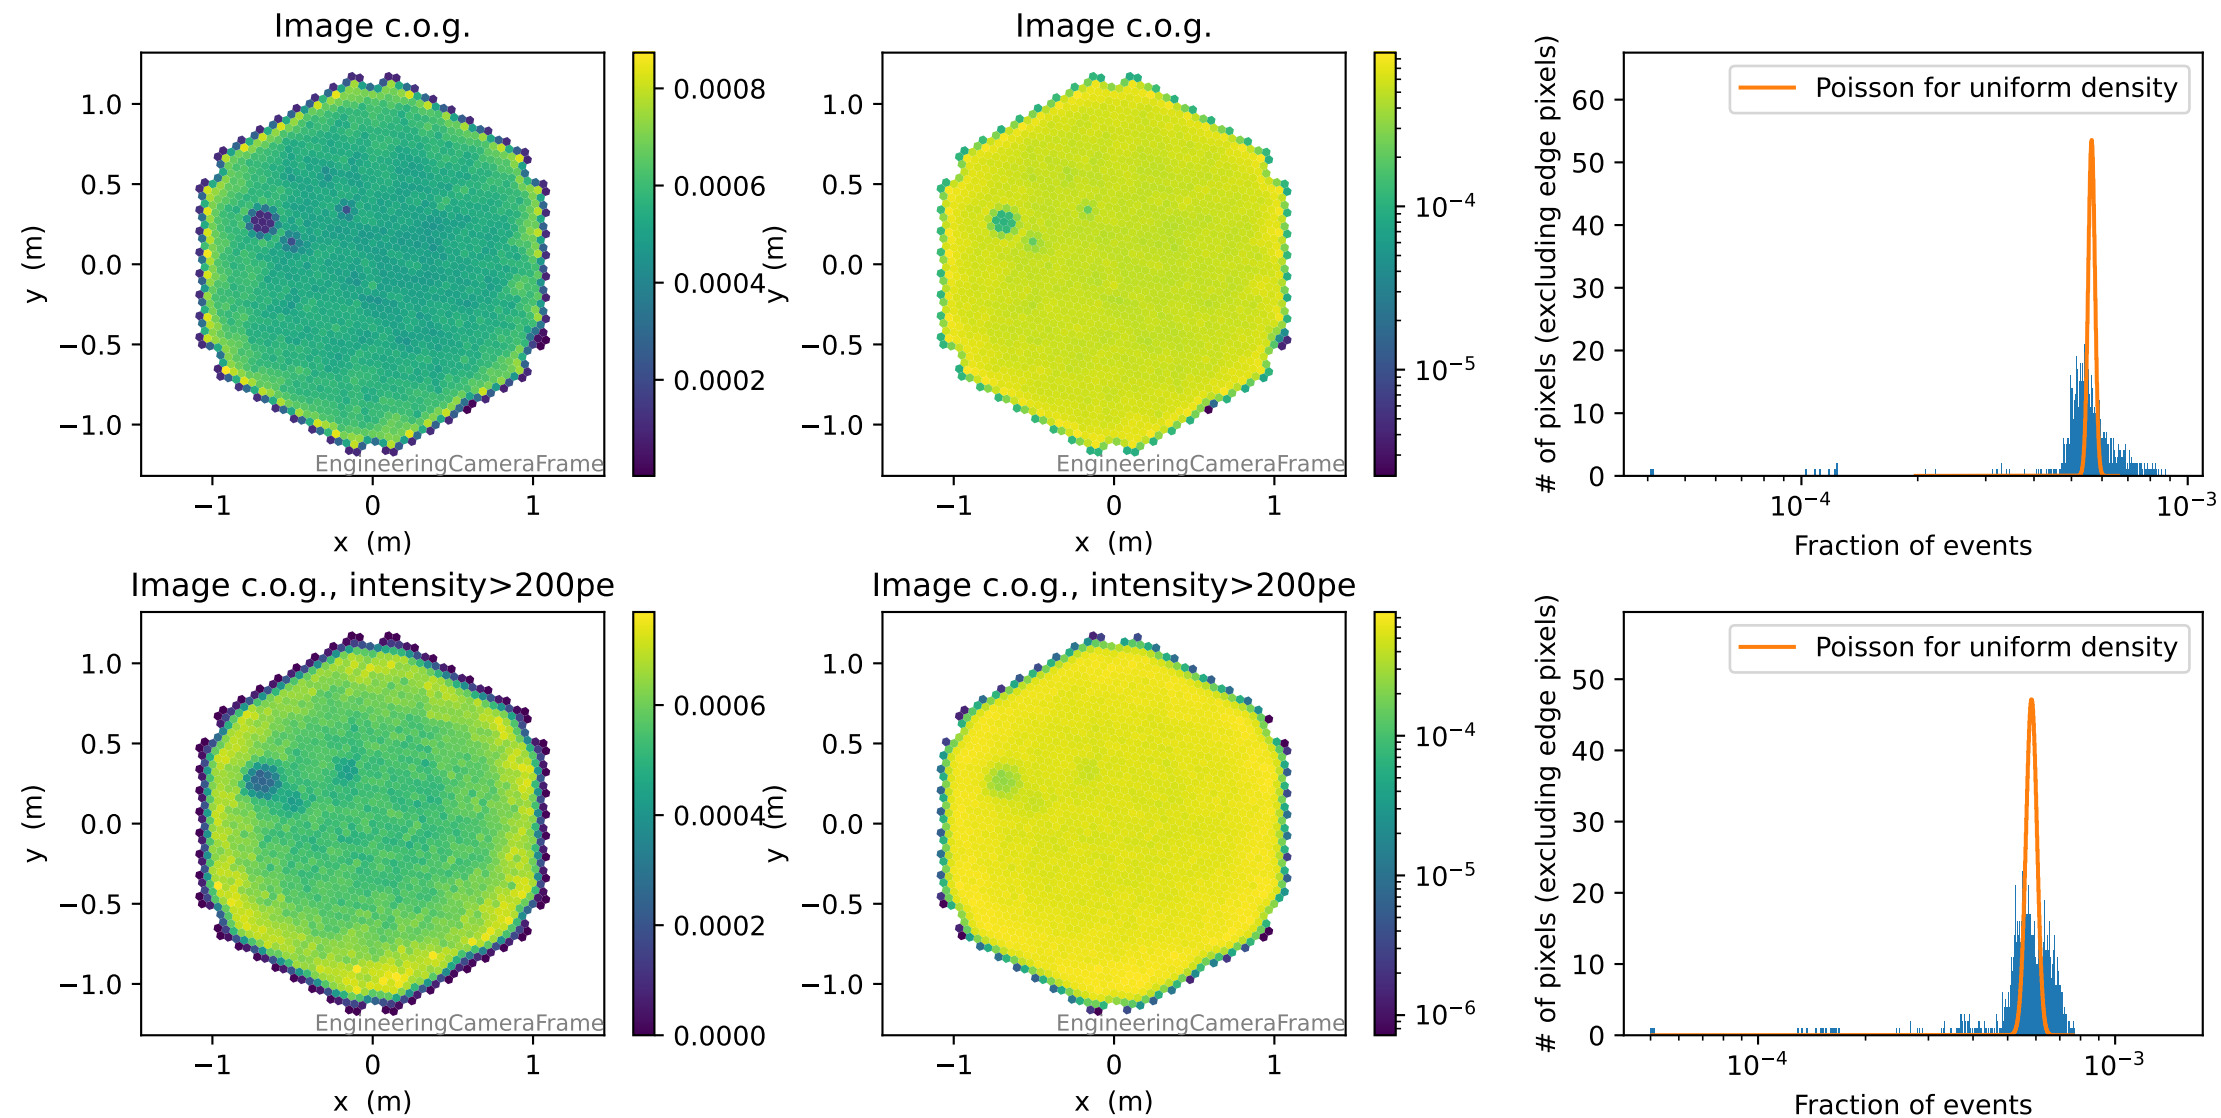 Image c.o.g.
1.0
0.5
0.0
−0.5
−1.0
y (m)
−1
0
1
x (m)
EngineeringCameraFrame
0.0008
0.0006
0.0004
0.0002
Image c.o.g.
1.0
0.5
0.0
−0.5
−1.0
y (m)
−1
0
1
x (m)
EngineeringCameraFrame
10⁻⁴
10⁻⁵
# of pixels (excluding edge pixels)
60
50
40
30
20
10
0
Poisson for uniform density
10⁻⁴
10⁻³
Fraction of events
Image c.o.g., intensity>200pe
1.0
0.5
0.0
−0.5
−1.0
y (m)
−1
0
1
x (m)
EngineeringCameraFrame
0.0006
0.0004
0.0002
0.0000
Image c.o.g., intensity>200pe
1.0
0.5
0.0
−0.5
−1.0
y (m)
−1
0
1
x (m)
EngineeringCameraFrame
10⁻⁴
10⁻⁵
10⁻⁶
# of pixels (excluding edge pixels)
50
40
30
20
10
0
Poisson for uniform density
10⁻⁴
10⁻³
Fraction of events